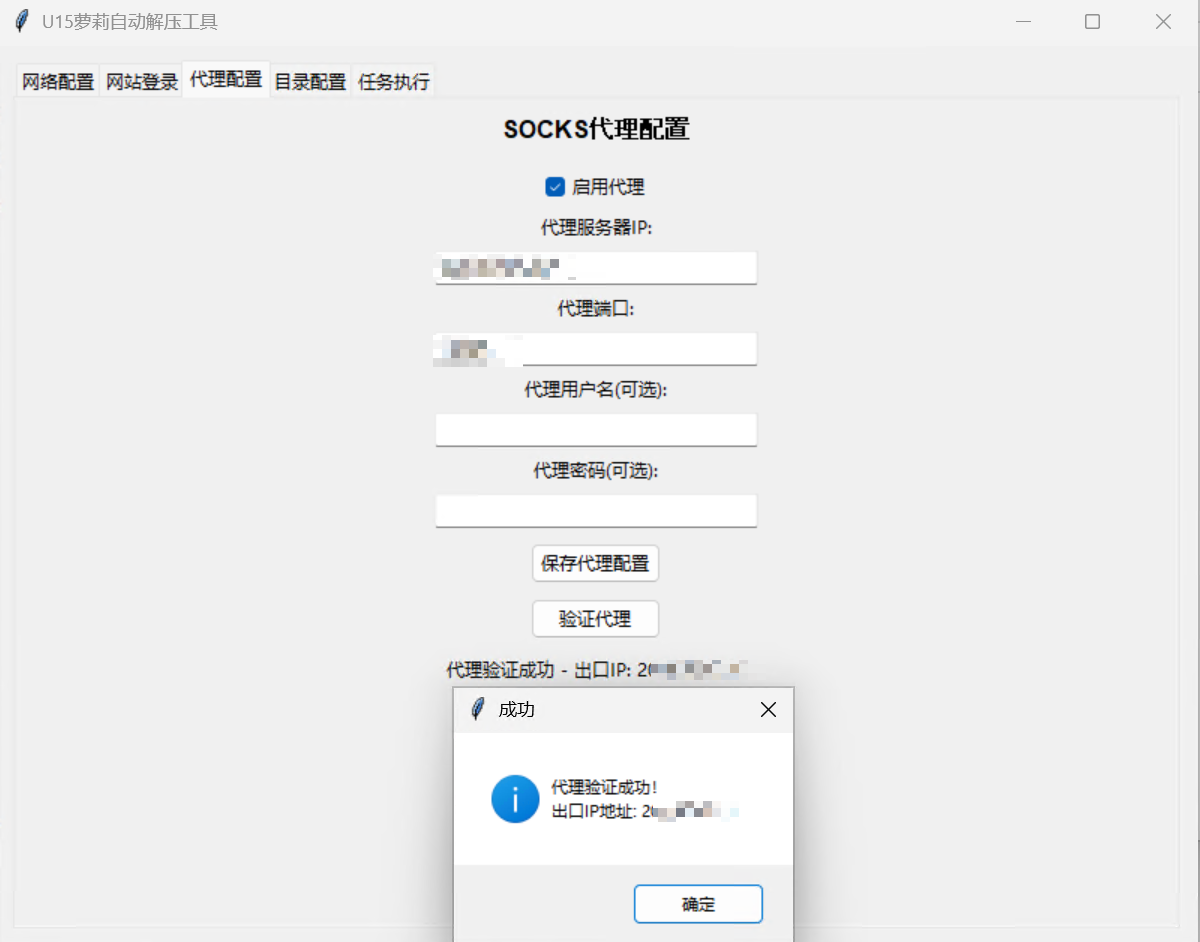 U15萝莉自动解压工具
网络配置 网站登录 代理配置 目录配置 任务执行
SOCKS代理配置
启用代理
代理服务器IP:
代理端口:
代理用户名(可选):
代理密码(可选):
保存代理配置
验证代理
代理验证成功 - 出口IP: 2
成功
代理验证成功!
出口IP地址: 2
确定